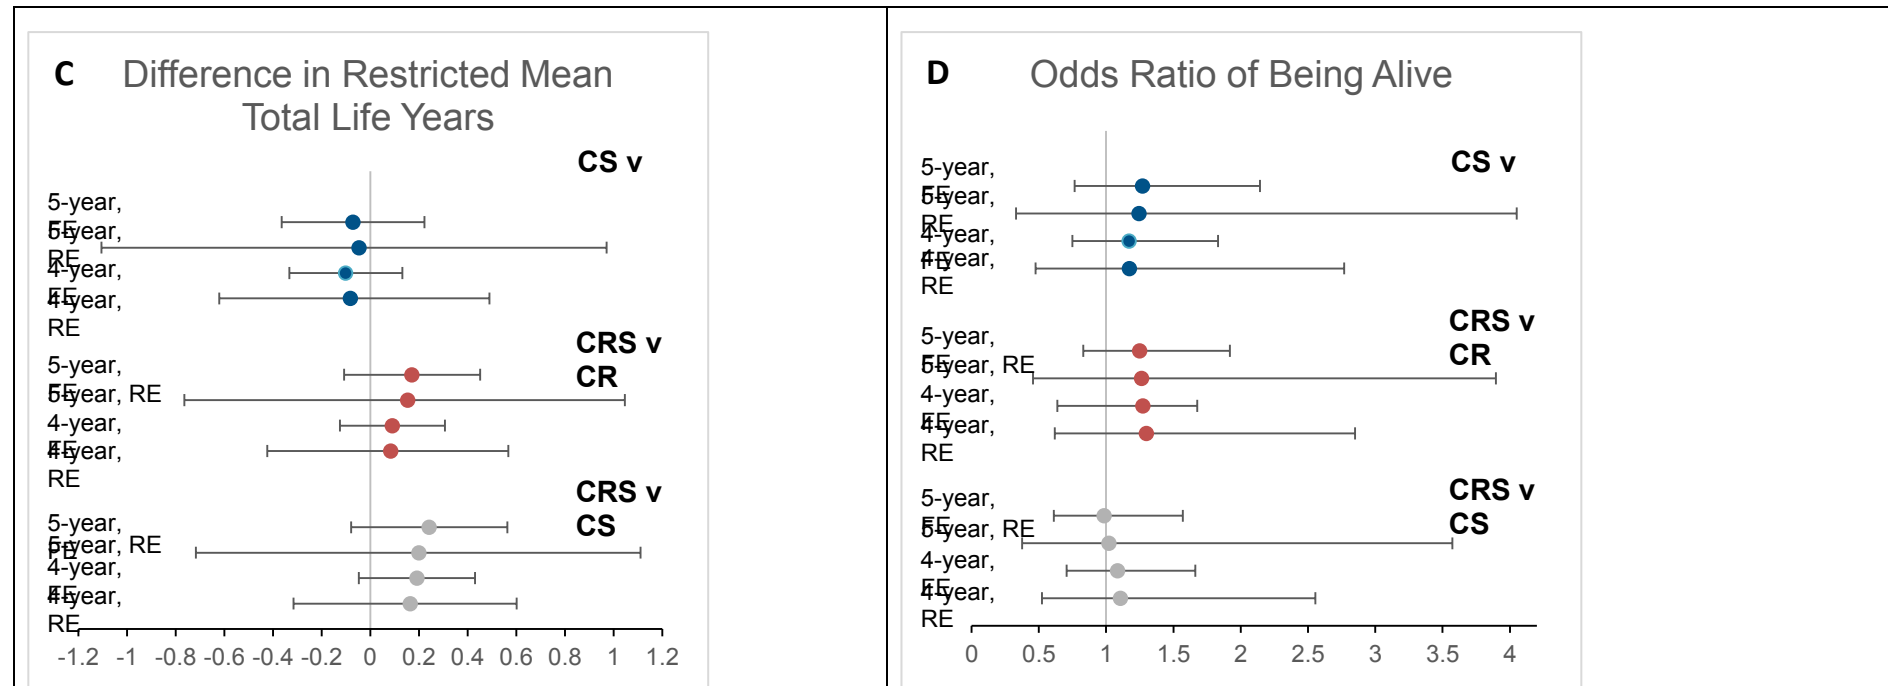 C
Difference in Restricted Mean
Total Life Years
CS v
5-year,
FE
5-year,
RE
4-year,
FE
4-year,
RE
CRS v
CR
5-year,
FE
5-year, RE
4-year,
FE
4-year,
RE
CRS v
CS
5-year,
FE
5-year, RE
4-year,
FE
4-year,
RE
-1.2 -1 -0.8 -0.6 -0.4 -0.2 0 0.2 0.4 0.6 0.8 1 1.2
D
Odds Ratio of Being Alive
CS v
5-year,
FE
5-year,
RE
4-year,
FE
4-year,
RE
CRS v
CR
5-year,
FE
5-year, RE
4-year,
FE
4-year,
RE
CRS v
CS
5-year,
FE
5-year, RE
4-year,
FE
4-year,
RE
0 0.5 1 1.5 2 2.5 3 3.5 4